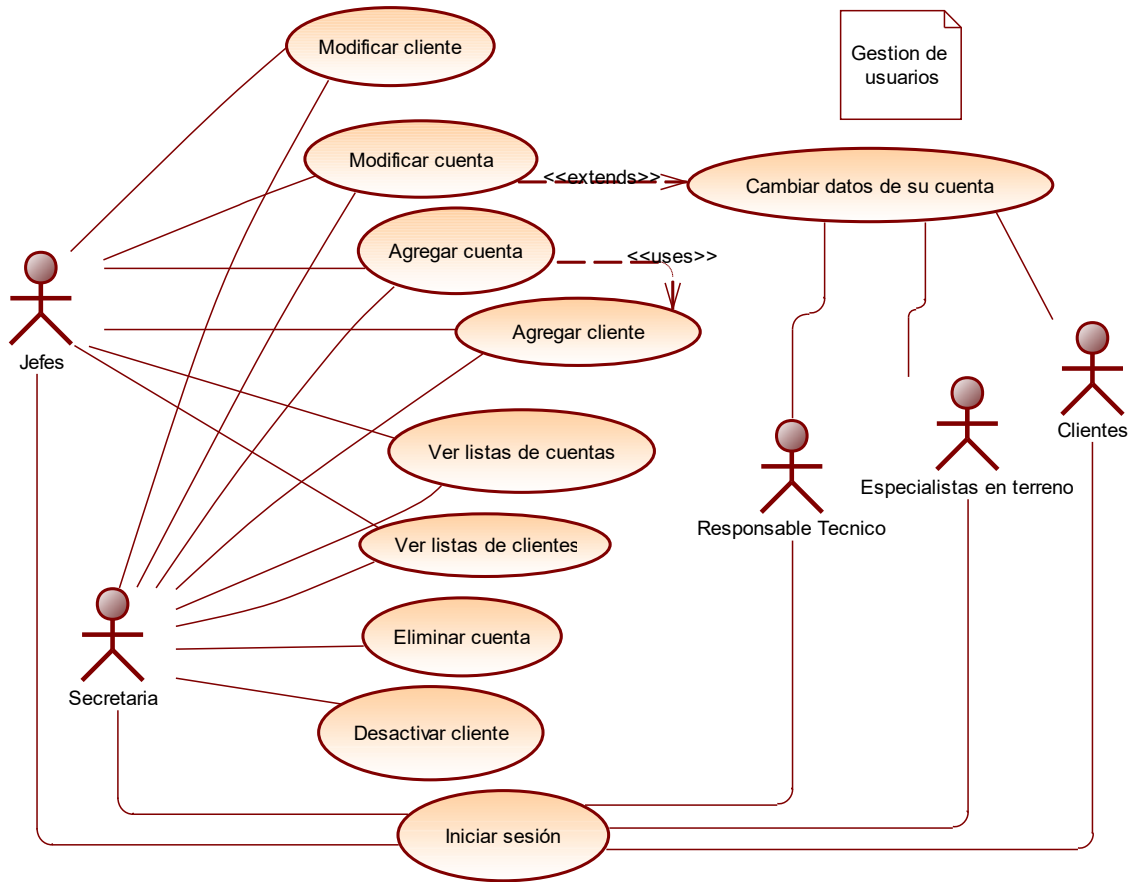 Modificar cliente
Gestion de
usuarios
Modificar cuenta
<<extends>>
Cambiar datos de su cuenta
Agregar cuenta
<<uses>>
Agregar cliente
Jefes
Clientes
Ver listas de cuentas
Especialistas en terreno
Responsable Tecnico
Ver listas de clientes
Eliminar cuenta
Secretaria
Desactivar cliente
Iniciar sesión